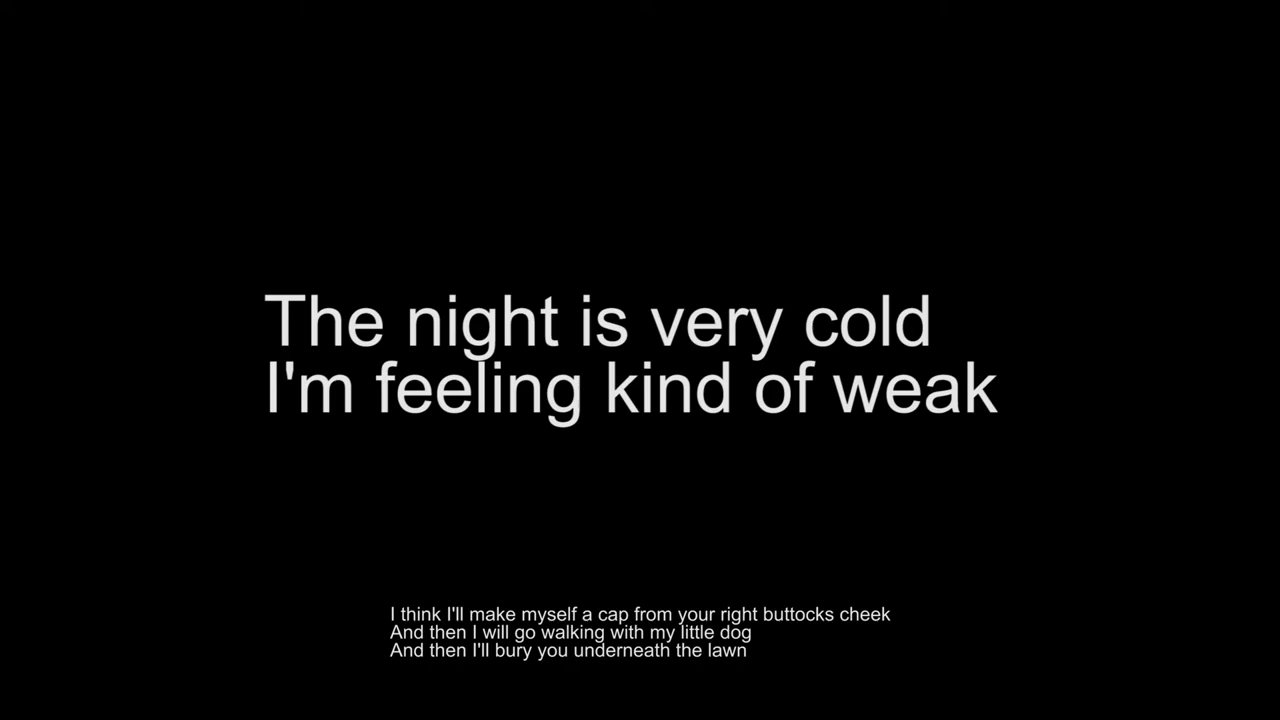 The night is very cold
I'm feeling kind of weak
I think I'll make myself a cap from your right buttocks cheek
And then I will go walking with my little dog
And then I'll bury you underneath the lawn